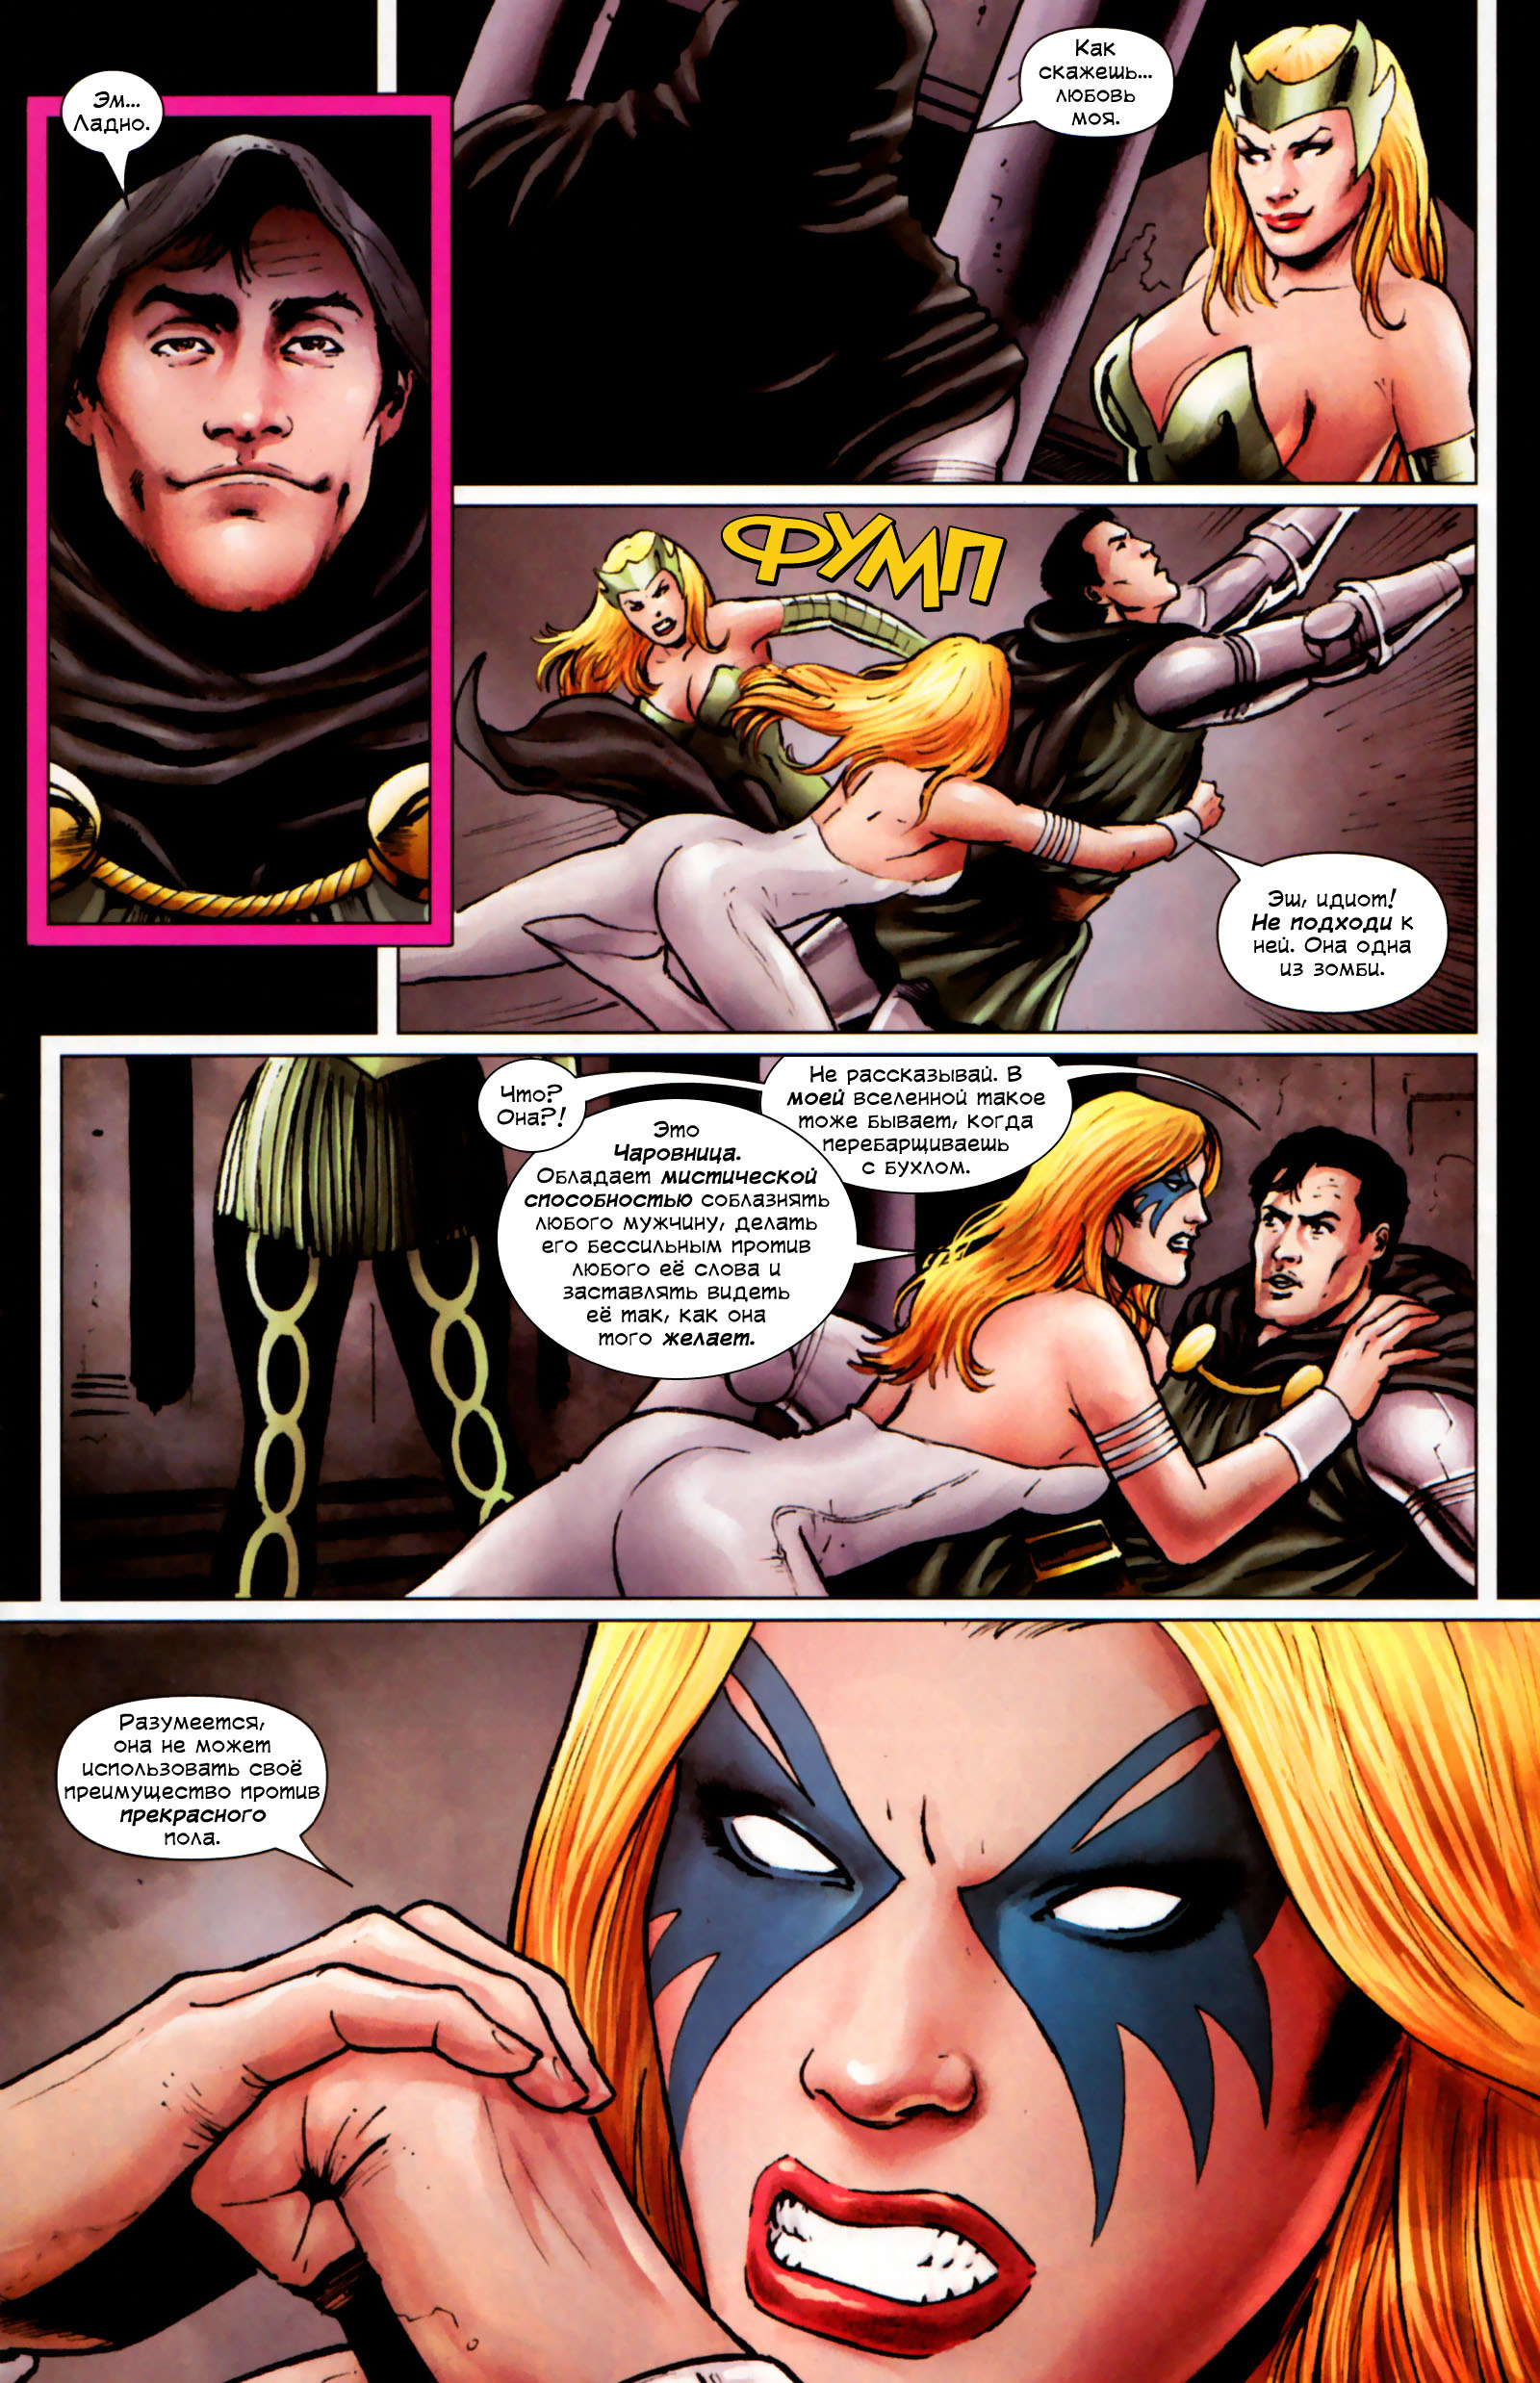 Эм...
Ладно.
Как
скажешь...
любовь
моя.
ФУМП
Эш, идиот!
Не подходи к
ней. Она одна
из зомби.
Что?
Она?!
Это
Чаровница.
Обладает мистической
способностью соблазнять
любого мужчину, делать
его бессильным против
любого её слова и
заставлять видеть
её так, как она
того желает.
Не рассказывай. В
моей вселенной такое
тоже бывает, когда
перебарщиваешь
с бухлом.
Разумеется,
она не может
использовать своё
преимущество против
прекрасного
пола.